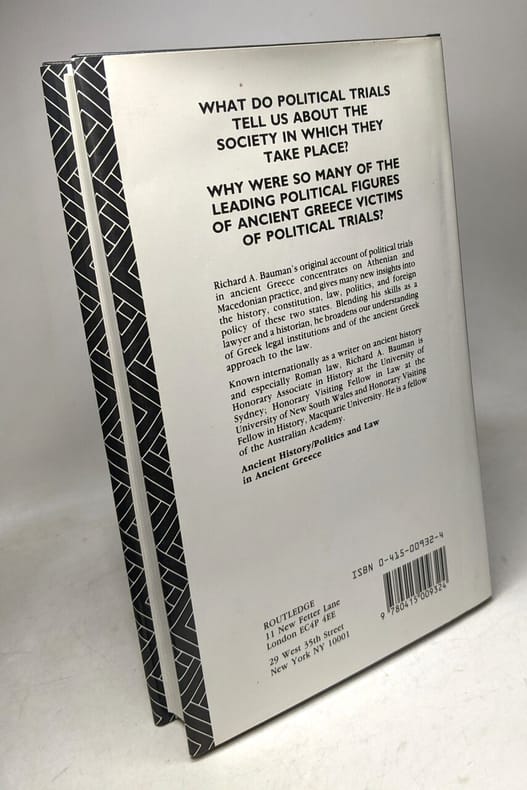 WHAT DO POLITICAL TRIALS
TELL US ABOUT THE
SOCIETY IN WHICH THEY
TAKE PLACE?
WHY WERE SO MANY OF THE
LEADING POLITICAL FIGURES
OF ANCIENT GREECE VICTIMS
OF POLITICAL TRIALS?
Richard A. Bauman's original account of political trials
in ancient Greece concentrates on Athenian and
Macedonian practice, and gives many new insights into
the history, constitution, law, politics, and foreign
policy of these two states. Blending his skills as a
lawyer and a historian, he broadens our understanding
of Greek legal institutions and of the ancient Greek
approach to the law.
Known internationally as a writer on ancient history
and especially Roman law, Richard A. Bauman is
Honorary Associate in History at the University of
Sydney; Honorary Visiting Fellow in Law at the
University of New South Wales and Honorary Visiting
Fellow in History, Macquarie University. He is a fellow
of the Australian Academy.
Ancient History/Politics and Law
in Ancient Greece
ISBN 0-415-00932-4
9 780415 009324
ROUTLEDGE
11 New Fetter Lane
London EC4P 4EE
29 West 35th Street
New York NY 10001